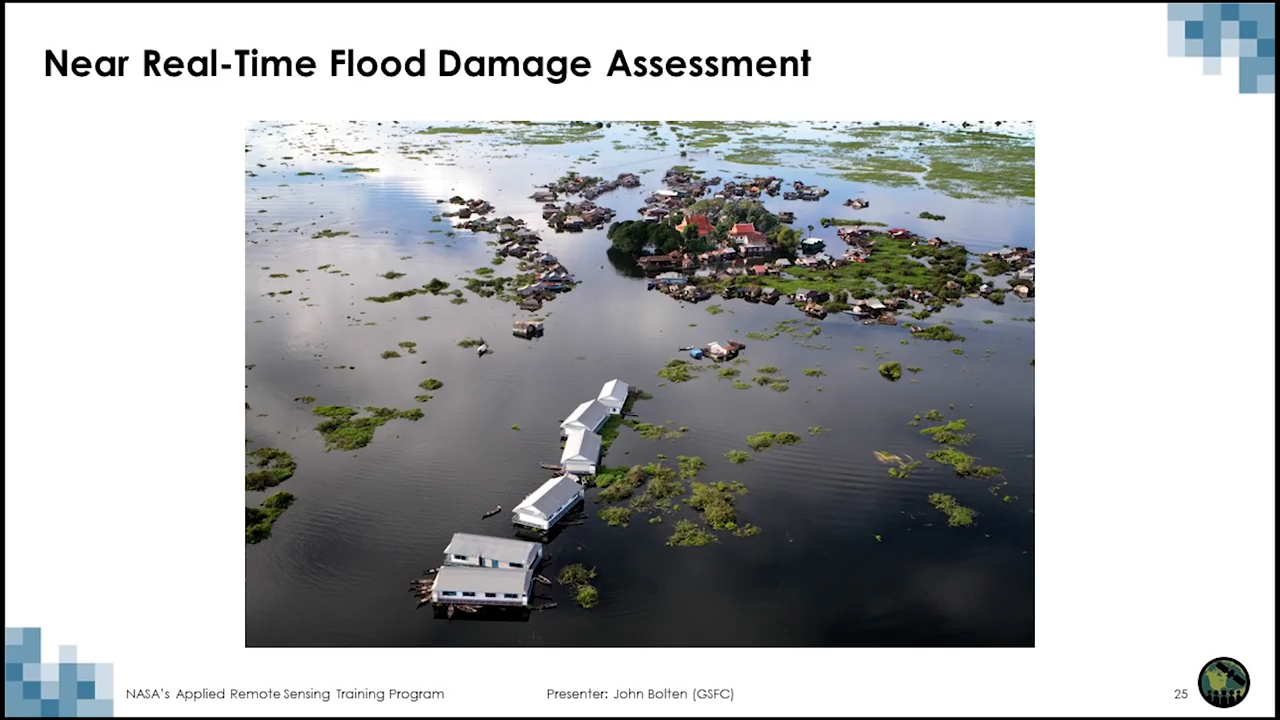 Near Real-Time Flood Damage Assessment
NASA's Applied Remote Sensing Training Program
Presenter: John Bolten (GSFC)
25